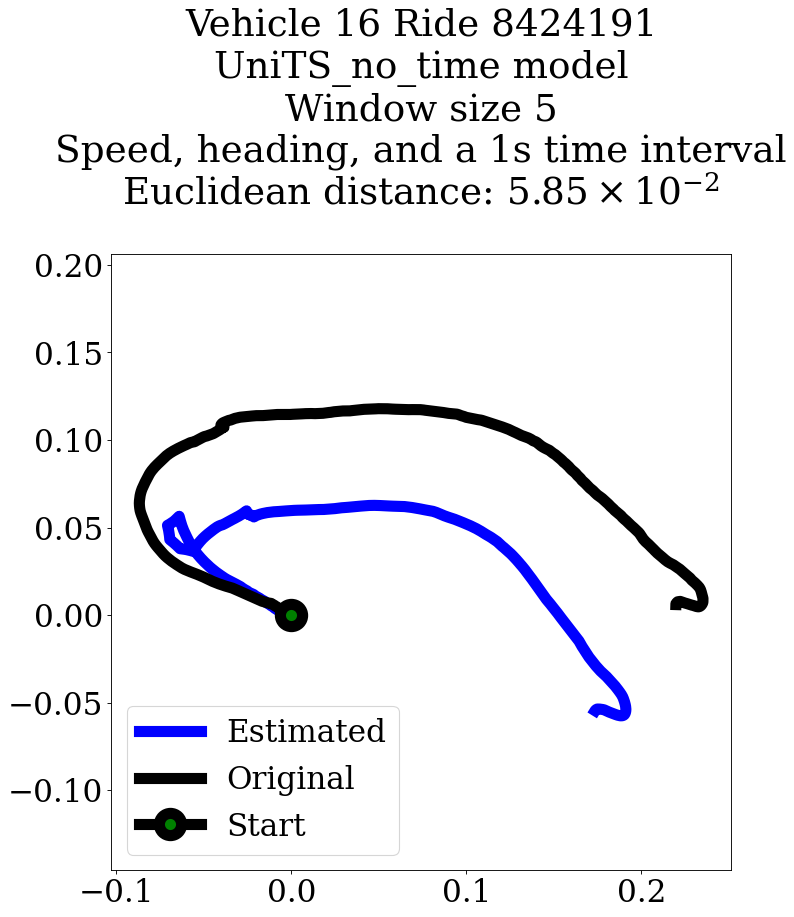 Vehicle 16 Ride 8424191
UniTS_no_time model
Window size 5
Speed, heading, and a 1s time interval
Euclidean distance: 5.85 × 10⁻²
0.20
0.15
0.10
0.05
0.00
−0.05
−0.10
Estimated
Original
Start
−0.1
0.0
0.1
0.2